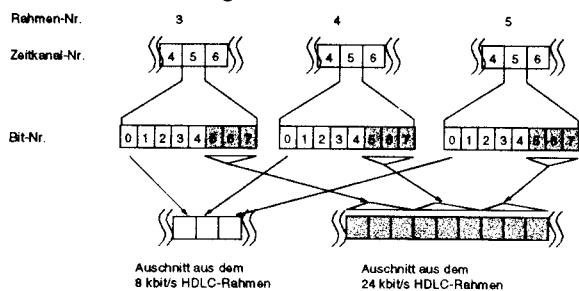 Rahmen-Nr. 3 4 5
Zeitkanal-Nr. 4 5 6 4 5 6 4 5 6
Bit-Nr. 0 1 2 3 4 5 6 7 0 1 2 3 4 5 6 7 0 1 2 3 4 5 6 7
Auschnitt aus dem
8 kbit/s HDLC-Rahmen
Auschnitt aus dem
24 kbit/s HDLC-Rahmen